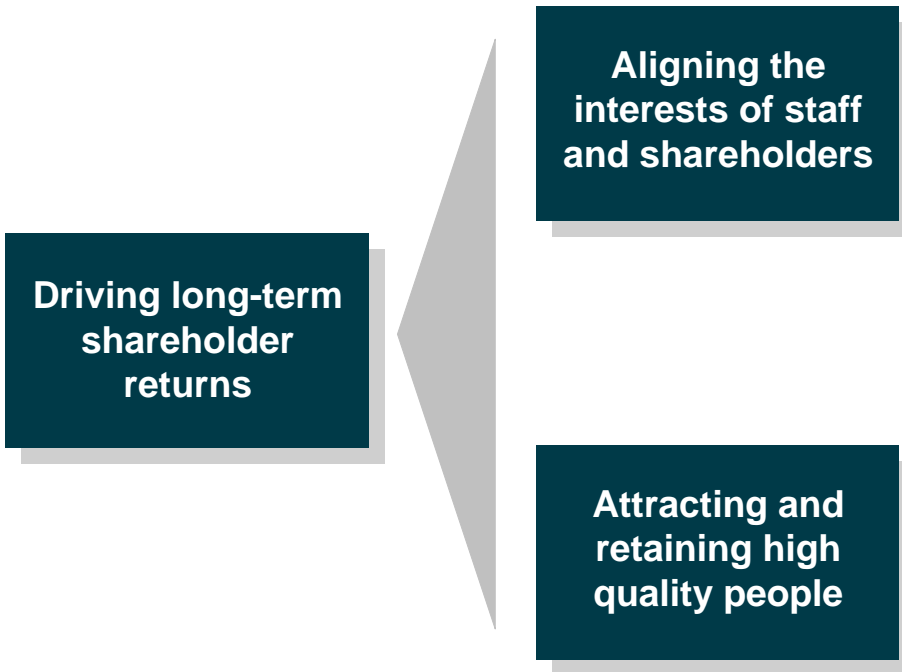 Aligning the
interests of staff
and shareholders
Driving long-term
shareholder
returns
Attracting and
retaining high
quality people